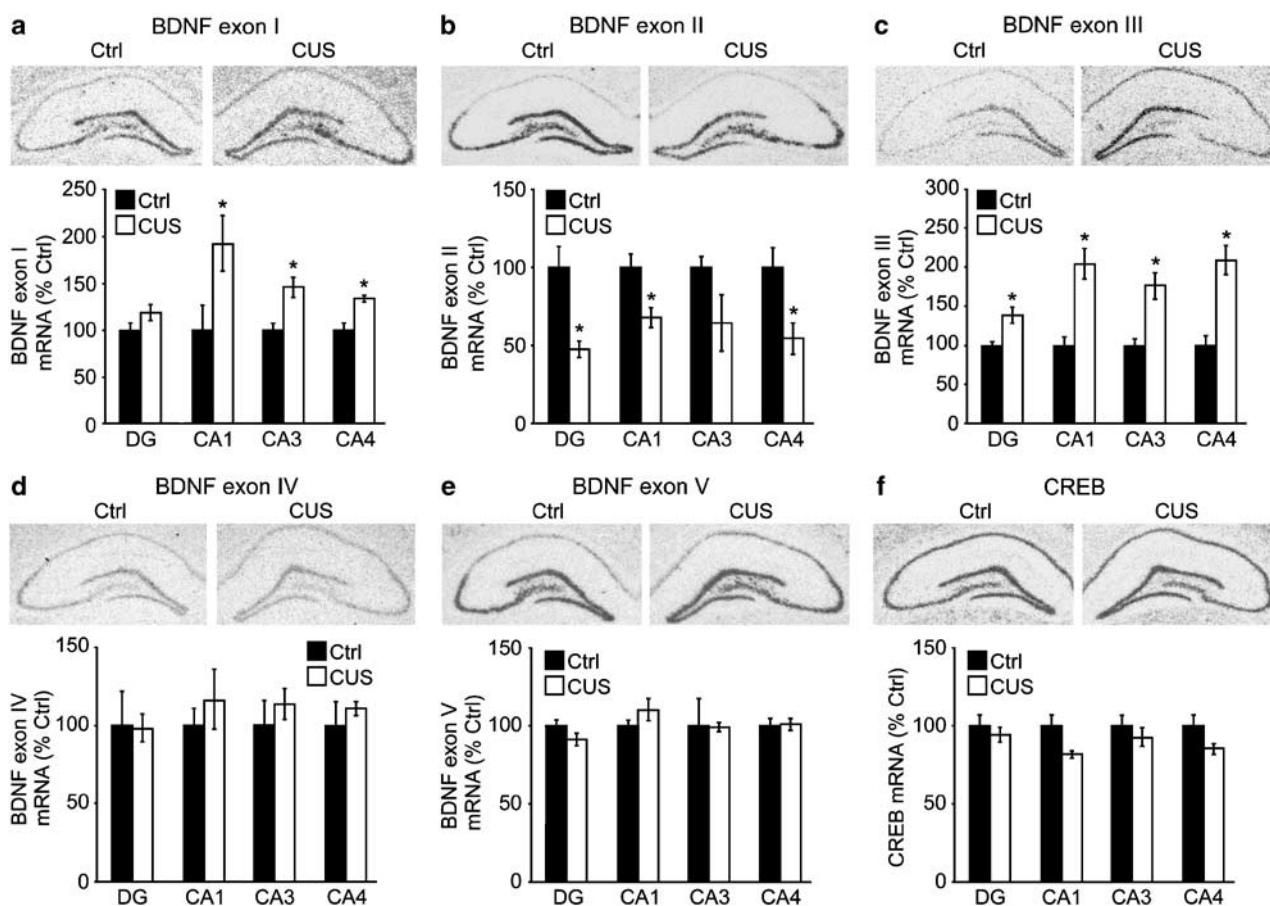 a BDNF exon I
Ctrl CUS
BDNF exon I
mRNA (% Ctrl)
250
200
150
100
50
0
Ctrl
CUS
*
*
*
DG CA1 CA3 CA4
b BDNF exon II
Ctrl CUS
BDNF exon II
mRNA (% Ctrl)
150
100
50
0
Ctrl
CUS
*
*
*
DG CA1 CA3 CA4
c BDNF exon III
Ctrl CUS
BDNF exon III
mRNA (% Ctrl)
300
250
200
150
100
50
0
Ctrl
CUS
*
*
*
*
DG CA1 CA3 CA4
d BDNF exon IV
Ctrl CUS
BDNF exon IV
mRNA (% Ctrl)
150
100
50
0
Ctrl
CUS
DG CA1 CA3 CA4
e BDNF exon V
Ctrl CUS
BDNF exon V
mRNA (% Ctrl)
150
100
50
0
Ctrl
CUS
DG CA1 CA3 CA4
f CREB
Ctrl CUS
CREB mRNA (% Ctrl)
150
100
50
0
Ctrl
CUS
DG CA1 CA3 CA4